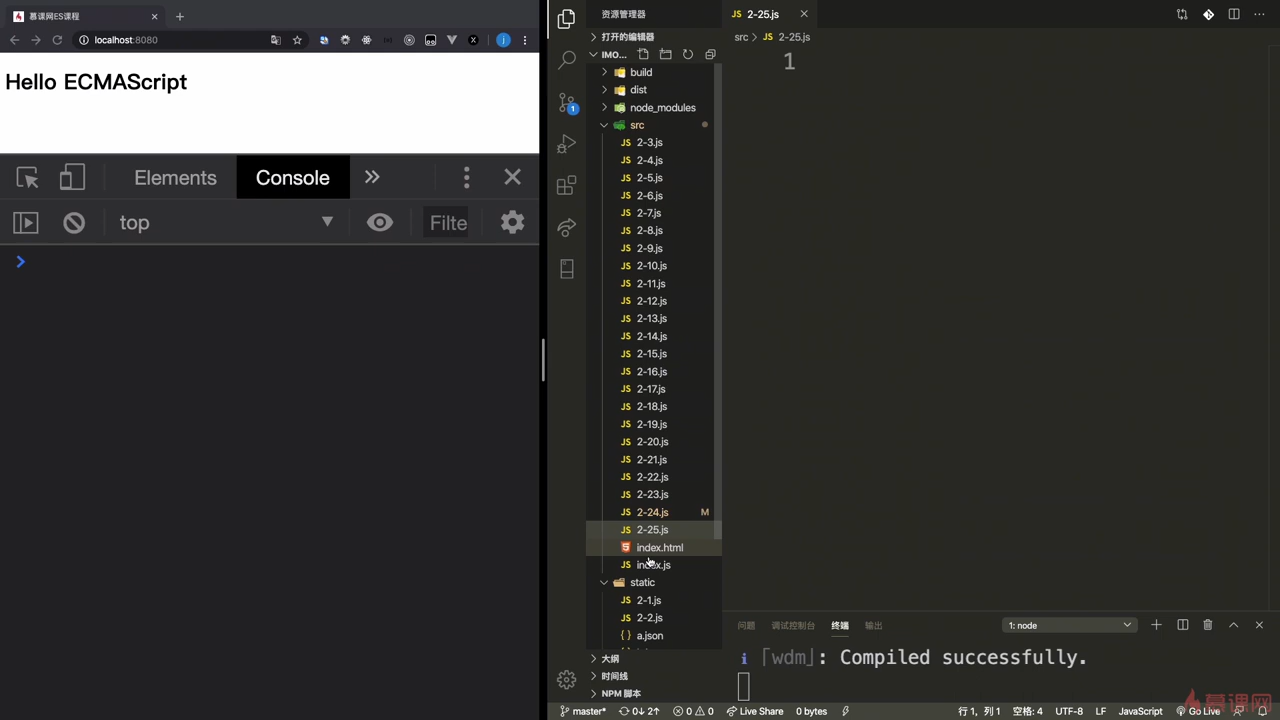 慕课网ES课程
localhost:8080
Hello ECMAScript
Elements
Console
top
Filte
资源管理器
打开的编辑器
IMO...
build
dist
node_modules
src
2-3.js
2-4.js
2-5.js
2-6.js
2-7.js
2-8.js
2-9.js
2-10.js
2-11.js
2-12.js
2-13.js
2-14.js
2-15.js
2-16.js
2-17.js
2-18.js
2-19.js
2-20.js
2-21.js
2-22.js
2-23.js
2-24.js M
2-25.js
index.html
index.js
static
2-1.js
2-2.js
a.json
大纲
时间线
NPM 脚本
2-25.js
src > 2-25.js
1
问题 调试控制台 终端 输出 1: node
i ｢wdm｣: Compiled successfully.
master* 0↓ 2↑ 0 0 Live Share 0 bytes 行 1, 列 1 空格: 4 UTF-8 LF JavaScript Go Live
慕课网